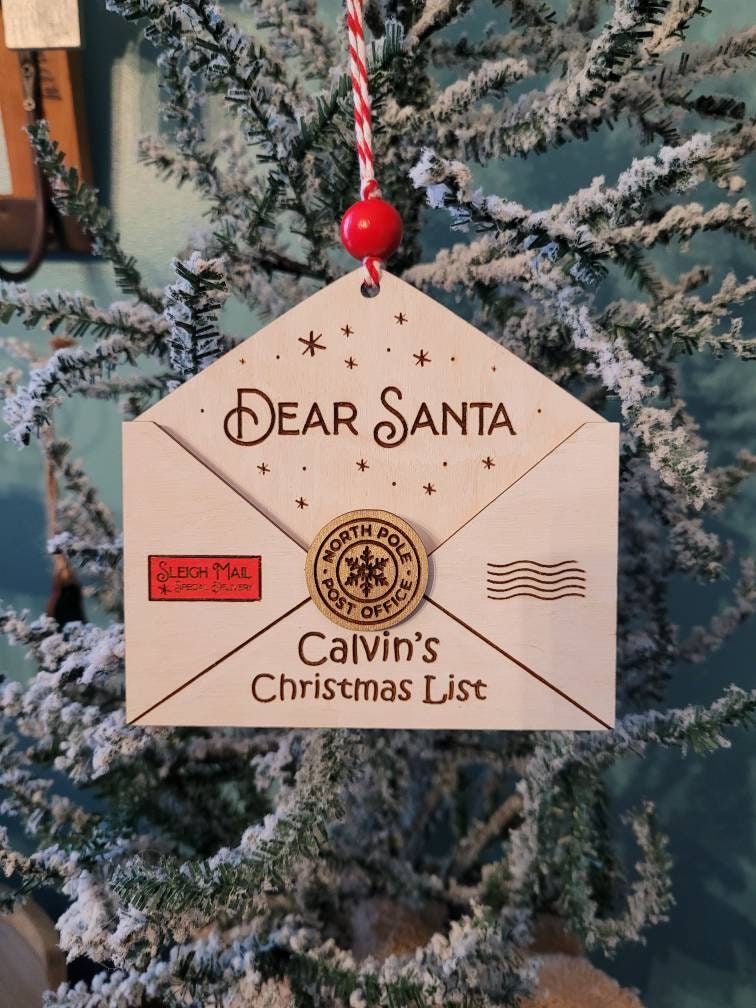 DEAR SANTA
NORTH POLE
POST OFFICE
SLEIGH MAIL
SPECIAL DELIVERY
Calvin's
Christmas List